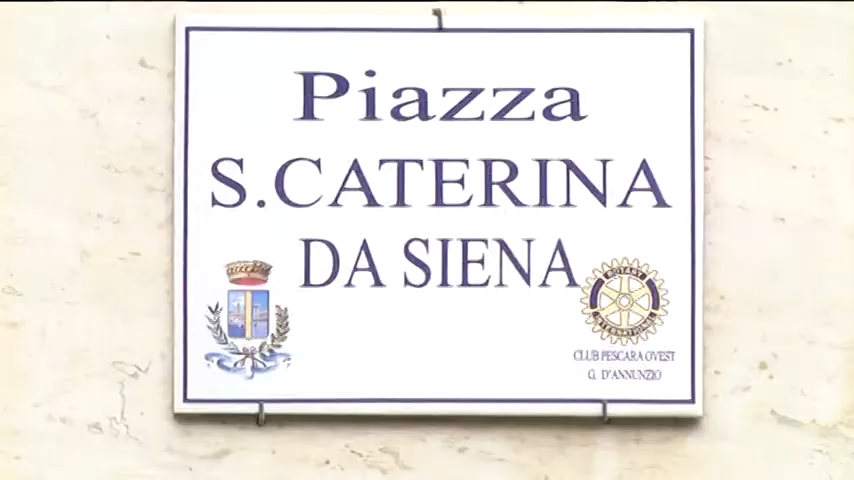 Piazza
S.CATERINA
DA SIENA
ROTARY
INTERNATIONAL
CLUB PESCARA OVEST
G. D'ANNUNZIO